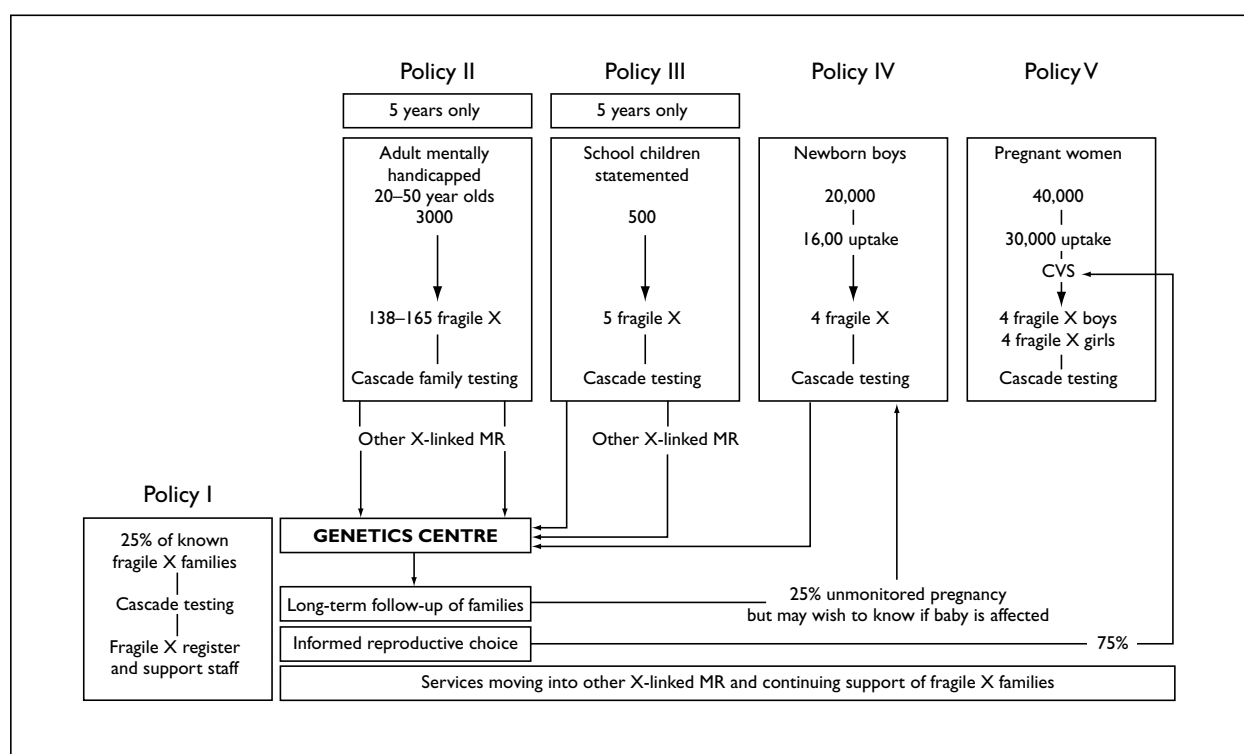 Policy II
5 years only
Adult mentally
handicapped
20–50 year olds
3000
138–165 fragile X
Cascade family testing
Other X-linked MR
Policy III
5 years only
School children
statemented
500
5 fragile X
Cascade testing
Other X-linked MR
Policy IV
Newborn boys
20,000
16,00 uptake
4 fragile X
Cascade testing
Policy V
Pregnant women
40,000
30,000 uptake
CVS
4 fragile X boys
4 fragile X girls
Cascade testing
Policy I
25% of known
fragile X families
Cascade testing
Fragile X register
and support staff
GENETICS CENTRE
Long-term follow-up of families
25% unmonitored pregnancy
but may wish to know if baby is affected
Informed reproductive choice
75%
Services moving into other X-linked MR and continuing support of fragile X families